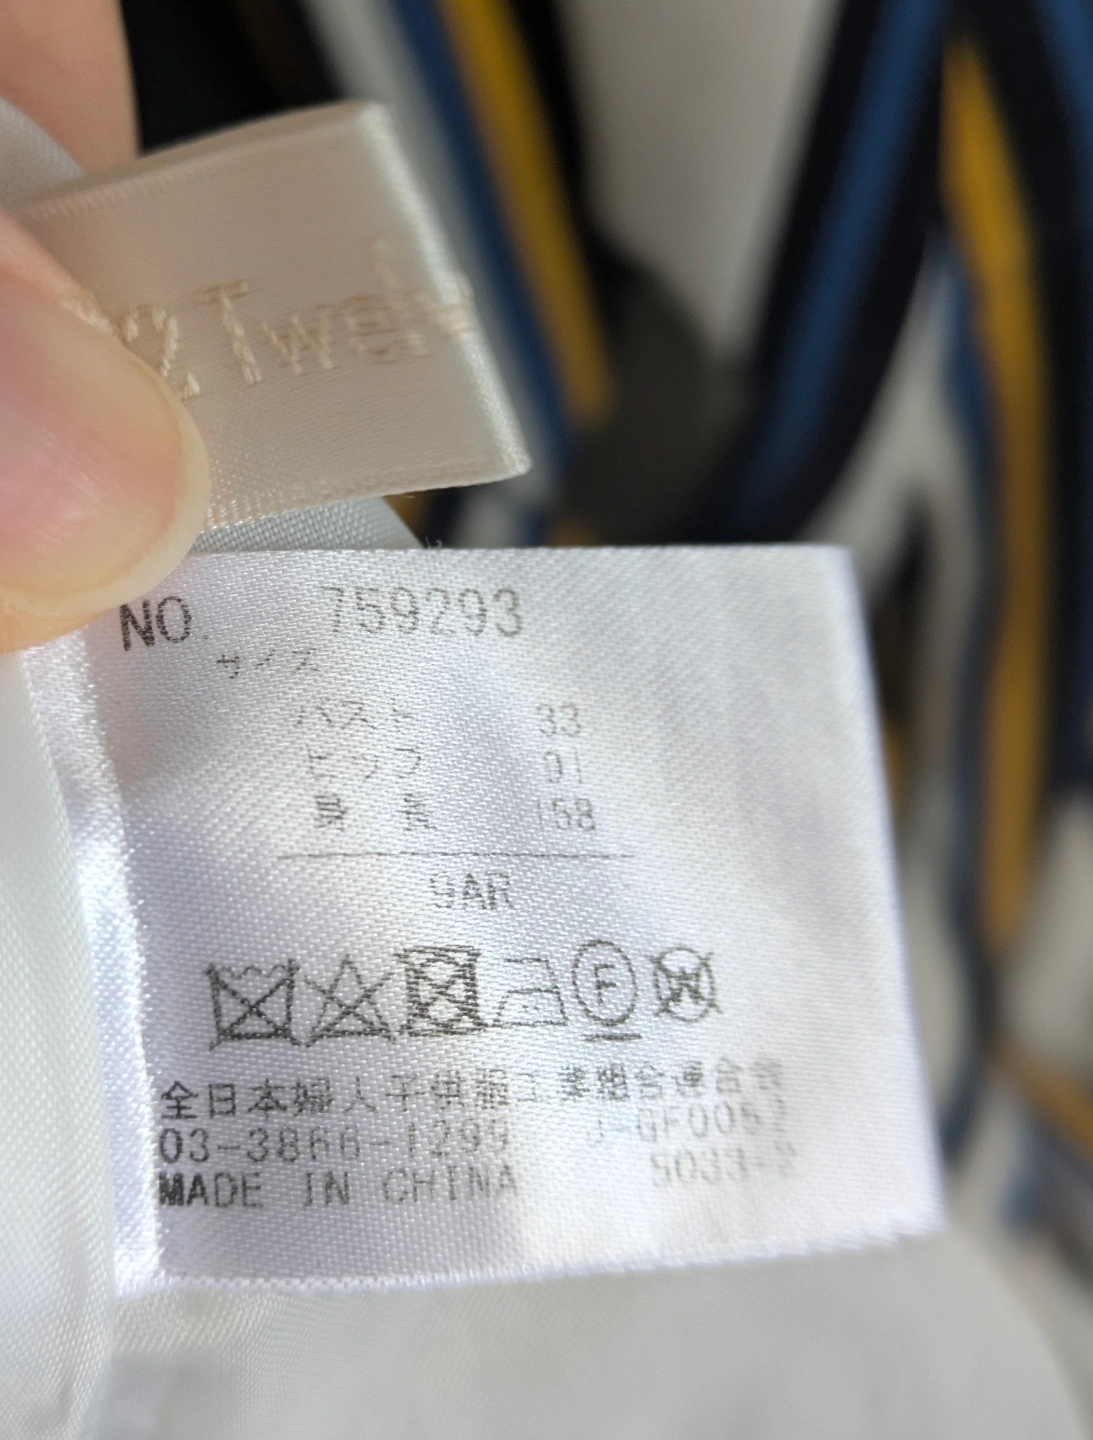 NO. 759293
サイズ
バスト 83
ヒップ 91
身長 158
9AR
F
W
全日本婦人子供服工業組合連合会
03-3866-1299 J-GF0052
MADE IN CHINA